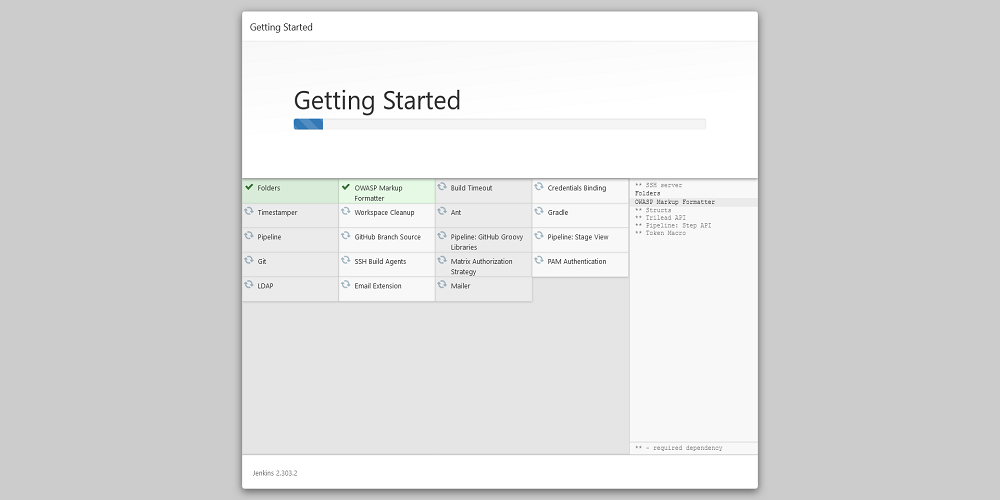 Getting Started
Getting Started
Folders
OWASP Markup
Formatter
Build Timeout
Credentials Binding
Timestamper
Workspace Cleanup
Ant
Gradle
Pipeline
GitHub Branch Source
Pipeline: GitHub Groovy
Libraries
Pipeline: Stage View
Git
SSH Build Agents
Matrix Authorization
Strategy
PAM Authentication
LDAP
Email Extension
Mailer
** SSH server
Folders
OWASP Markup Formatter
** Structs
** Trilead API
** Pipeline: Step API
** Token Macro
** - required dependency
Jenkins 2.303.2